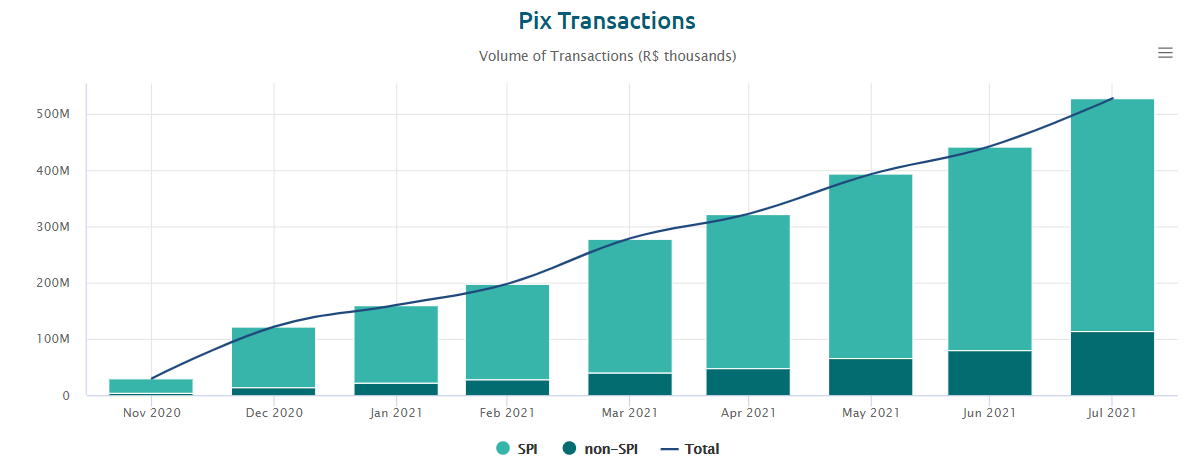 Pix Transactions
Volume of Transactions (R$ thousands)
500M
400M
300M
200M
100M
0
Nov 2020 Dec 2020 Jan 2021 Feb 2021 Mar 2021 Apr 2021 May 2021 Jun 2021 Jul 2021
SPI non-SPI Total